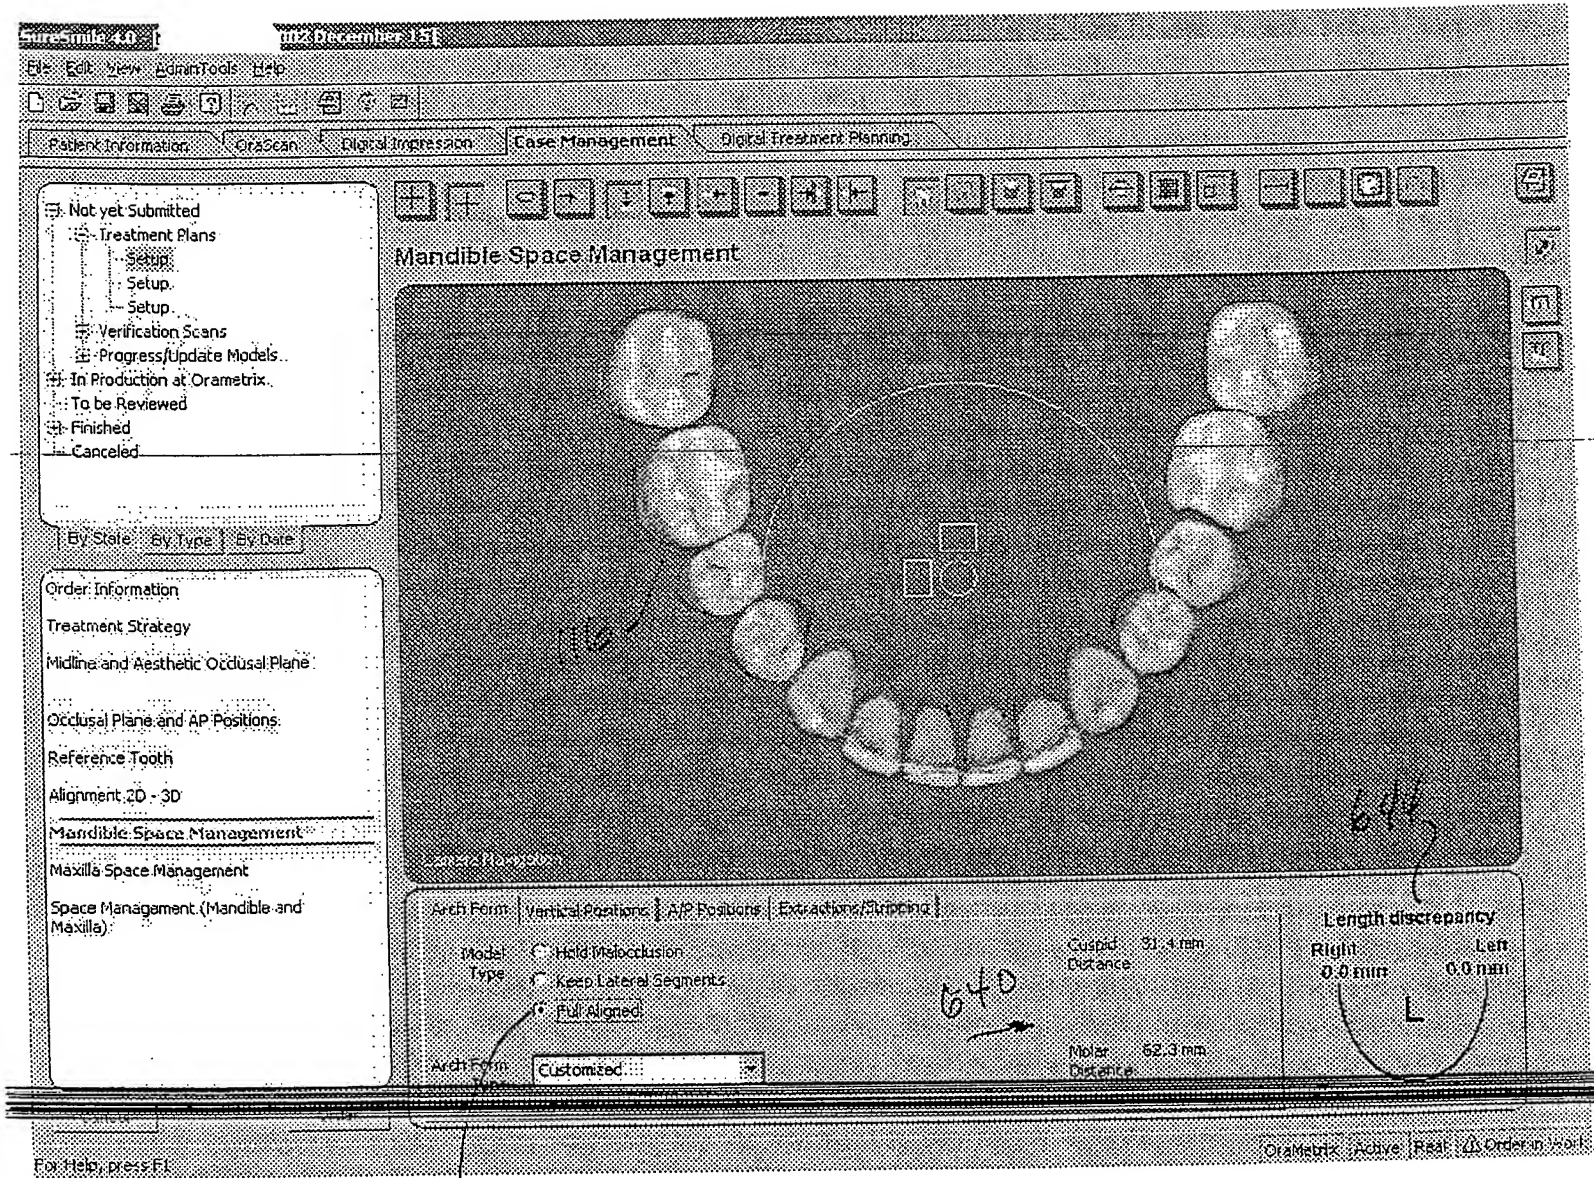 SureSmile 4.0 - [ 002 December 15]
File Edit View AdminTools Help
Patient Information OraScan Digital Impression Case Management Digital Treatment Planning
Not yet Submitted
Treatment Plans
Setup
Setup.
Setup.
Verification Scans
Progress/Update Models..
In Production at Orametrix.
To be Reviewed
Finished
Canceled
By State By Type By Date
Order Information
Treatment Strategy
Midline and Aesthetic Occlusal Plane
Occlusal Plane and AP Positions
Reference Tooth
Alignment 2D - 3D
Mandible Space Management
Maxilla Space Management
Space Management (Mandible and
Maxilla)
Mandible Space Management
116
644
Arch Form Vertical Positions A/P Positions Extractions/Stripping
Model
Type
Hold Malocclusion
Keep Lateral Segments
Full Aligned
Arch Form
Customized
640
Cuspid 31.4 mm
Distance
Molar 62.3 mm
Distance
Length discrepancy
Right Left
0.0 mm 0.0 mm
L
For Help, press F1
OraMetrix Active Real Order in Work